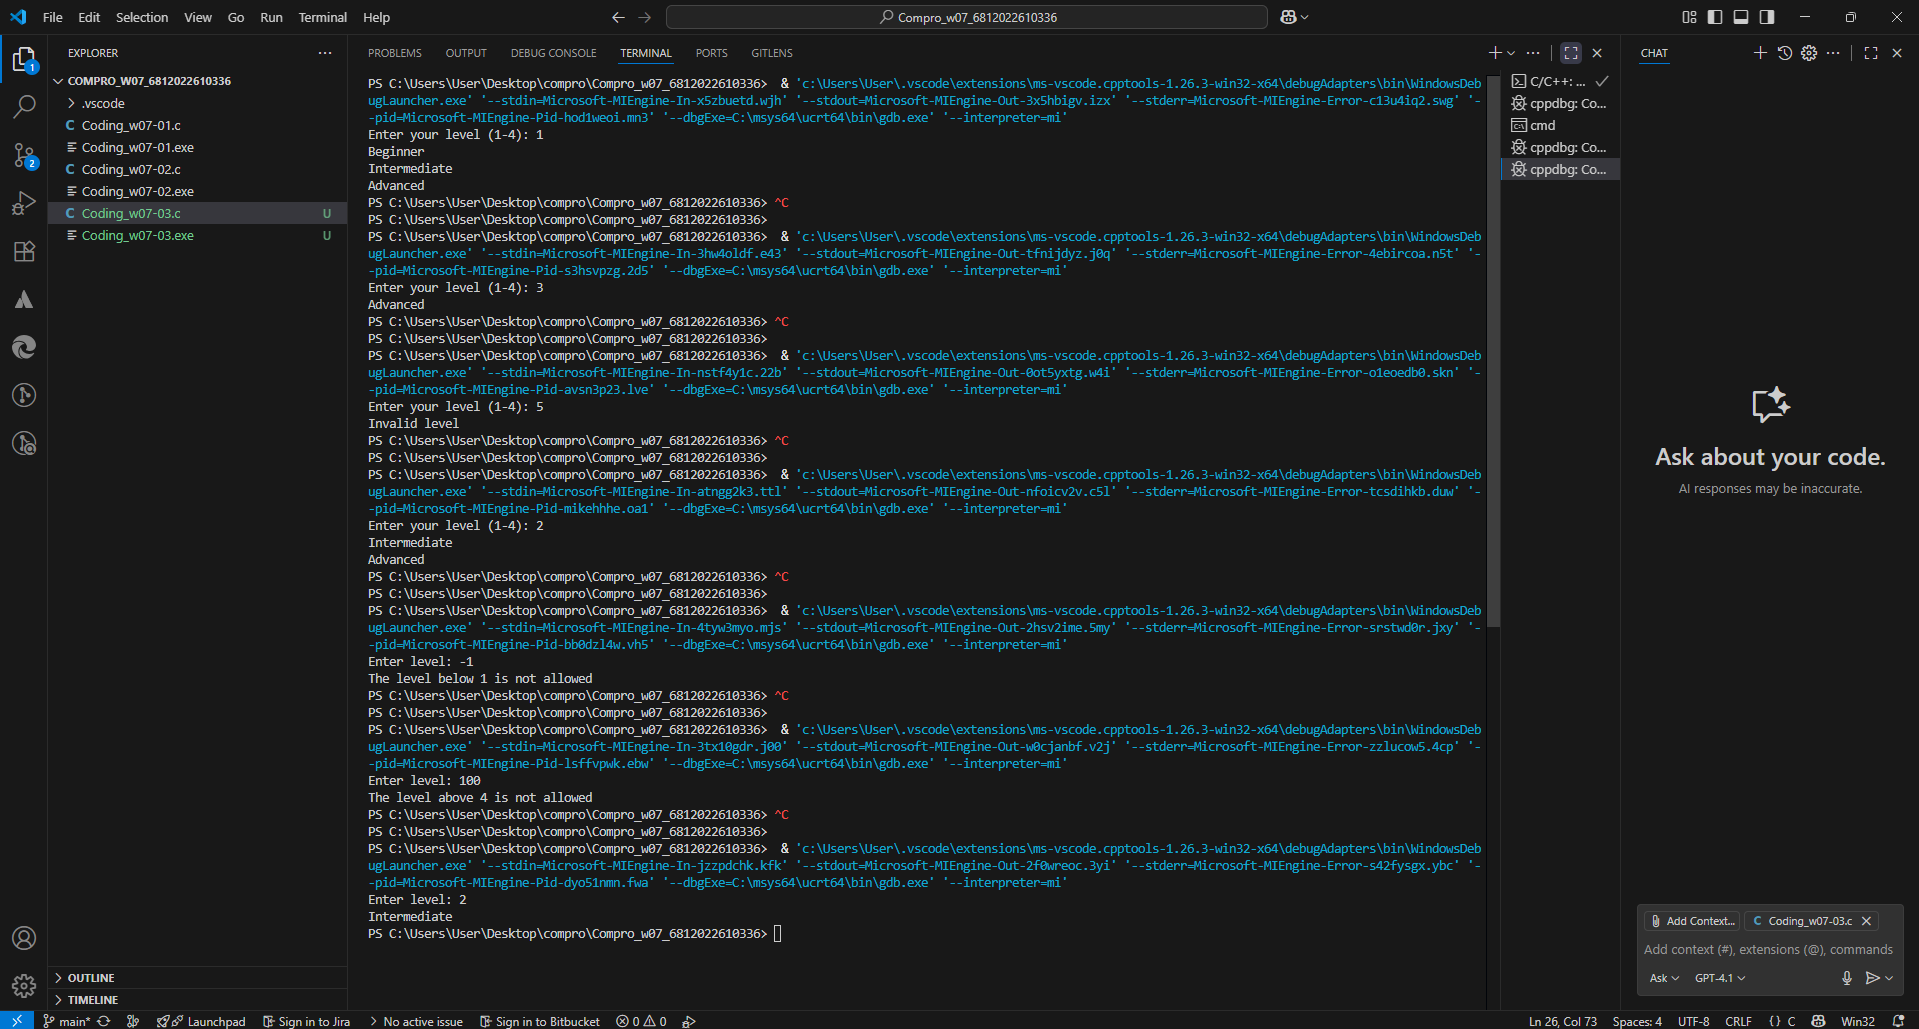 File Edit Selection View Go Run Terminal Help
Compro_w07_6812022610336
EXPLORER
COMPRO_W07_6812022610336
.vscode
C Coding_w07-01.c
Coding_w07-01.exe
C Coding_w07-02.c
Coding_w07-02.exe
C Coding_w07-03.c U
Coding_w07-03.exe U
OUTLINE
TIMELINE
1
2
PROBLEMS OUTPUT DEBUG CONSOLE TERMINAL PORTS GITLENS
PS C:\Users\User\Desktop\compro\Compro_w07_6812022610336> & 'c:\Users\User\.vscode\extensions\ms-vscode.cpptools-1.26.3-win32-x64\debugAdapters\bin\WindowsDeb
ugLauncher.exe' '--stdin=Microsoft-MIEngine-In-x5zbuetd.wjh' '--stdout=Microsoft-MIEngine-Out-3x5hbigv.izx' '--stderr=Microsoft-MIEngine-Error-c13u4iq2.swg' '-
-pid=Microsoft-MIEngine-Pid-hod1weoi.mn3' '--dbgExe=C:\msys64\ucrt64\bin\gdb.exe' '--interpreter=mi'
Enter your level (1-4): 1
Beginner
Intermediate
Advanced
PS C:\Users\User\Desktop\compro\Compro_w07_6812022610336> ^C
PS C:\Users\User\Desktop\compro\Compro_w07_6812022610336>
PS C:\Users\User\Desktop\compro\Compro_w07_6812022610336> & 'c:\Users\User\.vscode\extensions\ms-vscode.cpptools-1.26.3-win32-x64\debugAdapters\bin\WindowsDeb
ugLauncher.exe' '--stdin=Microsoft-MIEngine-In-3hw4oldf.e43' '--stdout=Microsoft-MIEngine-Out-tfnijdyz.j0q' '--stderr=Microsoft-MIEngine-Error-4ebircoa.n5t' '-
-pid=Microsoft-MIEngine-Pid-s3hsvpzg.2d5' '--dbgExe=C:\msys64\ucrt64\bin\gdb.exe' '--interpreter=mi'
Enter your level (1-4): 3
Advanced
PS C:\Users\User\Desktop\compro\Compro_w07_6812022610336> ^C
PS C:\Users\User\Desktop\compro\Compro_w07_6812022610336>
PS C:\Users\User\Desktop\compro\Compro_w07_6812022610336> & 'c:\Users\User\.vscode\extensions\ms-vscode.cpptools-1.26.3-win32-x64\debugAdapters\bin\WindowsDeb
ugLauncher.exe' '--stdin=Microsoft-MIEngine-In-nstf4y1c.22b' '--stdout=Microsoft-MIEngine-Out-0ot5yxtg.w4i' '--stderr=Microsoft-MIEngine-Error-o1eoedb0.skn' '-
-pid=Microsoft-MIEngine-Pid-avsn3p23.lve' '--dbgExe=C:\msys64\ucrt64\bin\gdb.exe' '--interpreter=mi'
Enter your level (1-4): 5
Invalid level
PS C:\Users\User\Desktop\compro\Compro_w07_6812022610336> ^C
PS C:\Users\User\Desktop\compro\Compro_w07_6812022610336>
PS C:\Users\User\Desktop\compro\Compro_w07_6812022610336> & 'c:\Users\User\.vscode\extensions\ms-vscode.cpptools-1.26.3-win32-x64\debugAdapters\bin\WindowsDeb
ugLauncher.exe' '--stdin=Microsoft-MIEngine-In-atngg2k3.ttl' '--stdout=Microsoft-MIEngine-Out-nfoicv2v.c5l' '--stderr=Microsoft-MIEngine-Error-tcsdihkb.duw' '-
-pid=Microsoft-MIEngine-Pid-mikehhhe.oa1' '--dbgExe=C:\msys64\ucrt64\bin\gdb.exe' '--interpreter=mi'
Enter your level (1-4): 2
Intermediate
Advanced
PS C:\Users\User\Desktop\compro\Compro_w07_6812022610336> ^C
PS C:\Users\User\Desktop\compro\Compro_w07_6812022610336>
PS C:\Users\User\Desktop\compro\Compro_w07_6812022610336> & 'c:\Users\User\.vscode\extensions\ms-vscode.cpptools-1.26.3-win32-x64\debugAdapters\bin\WindowsDeb
ugLauncher.exe' '--stdin=Microsoft-MIEngine-In-4tyw3myo.mjs' '--stdout=Microsoft-MIEngine-Out-2hsv2ime.5my' '--stderr=Microsoft-MIEngine-Error-srstwd0r.jxy' '-
-pid=Microsoft-MIEngine-Pid-bb0dzl4w.vh5' '--dbgExe=C:\msys64\ucrt64\bin\gdb.exe' '--interpreter=mi'
Enter level: -1
The level below 1 is not allowed
PS C:\Users\User\Desktop\compro\Compro_w07_6812022610336> ^C
PS C:\Users\User\Desktop\compro\Compro_w07_6812022610336>
PS C:\Users\User\Desktop\compro\Compro_w07_6812022610336> & 'c:\Users\User\.vscode\extensions\ms-vscode.cpptools-1.26.3-win32-x64\debugAdapters\bin\WindowsDeb
ugLauncher.exe' '--stdin=Microsoft-MIEngine-In-3tx10gdr.j00' '--stdout=Microsoft-MIEngine-Out-w0cjanbf.v2j' '--stderr=Microsoft-MIEngine-Error-zzlucow5.4cp' '-
-pid=Microsoft-MIEngine-Pid-lsffvpwk.ebw' '--dbgExe=C:\msys64\ucrt64\bin\gdb.exe' '--interpreter=mi'
Enter level: 100
The level above 4 is not allowed
PS C:\Users\User\Desktop\compro\Compro_w07_6812022610336> ^C
PS C:\Users\User\Desktop\compro\Compro_w07_6812022610336>
PS C:\Users\User\Desktop\compro\Compro_w07_6812022610336> & 'c:\Users\User\.vscode\extensions\ms-vscode.cpptools-1.26.3-win32-x64\debugAdapters\bin\WindowsDeb
ugLauncher.exe' '--stdin=Microsoft-MIEngine-In-jzzpdchk.kfk' '--stdout=Microsoft-MIEngine-Out-2f0wreoc.3yi' '--stderr=Microsoft-MIEngine-Error-s42fysgx.ybc' '-
-pid=Microsoft-MIEngine-Pid-dyo51nmn.fwa' '--dbgExe=C:\msys64\ucrt64\bin\gdb.exe' '--interpreter=mi'
Enter level: 2
Intermediate
PS C:\Users\User\Desktop\compro\Compro_w07_6812022610336>
C/C++: ...
cppdbg: Co...
cmd
cppdbg: Co...
cppdbg: Co...
CHAT
Ask about your code.
AI responses may be inaccurate.
Add Context... C Coding_w07-03.c
Add context (#), extensions (@), commands
Ask GPT-4.1
main* Launchpad Sign in to Jira No active issue Sign in to Bitbucket 0 0 Ln 26, Col 73 Spaces: 4 UTF-8 CRLF {} C Win32